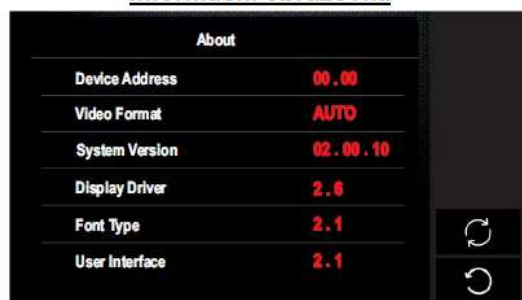 About
Device Address 00.00
Video Format AUTO
System Version 02.00.10
Display Driver 2.6
Font Type 2.1
User Interface 2.1